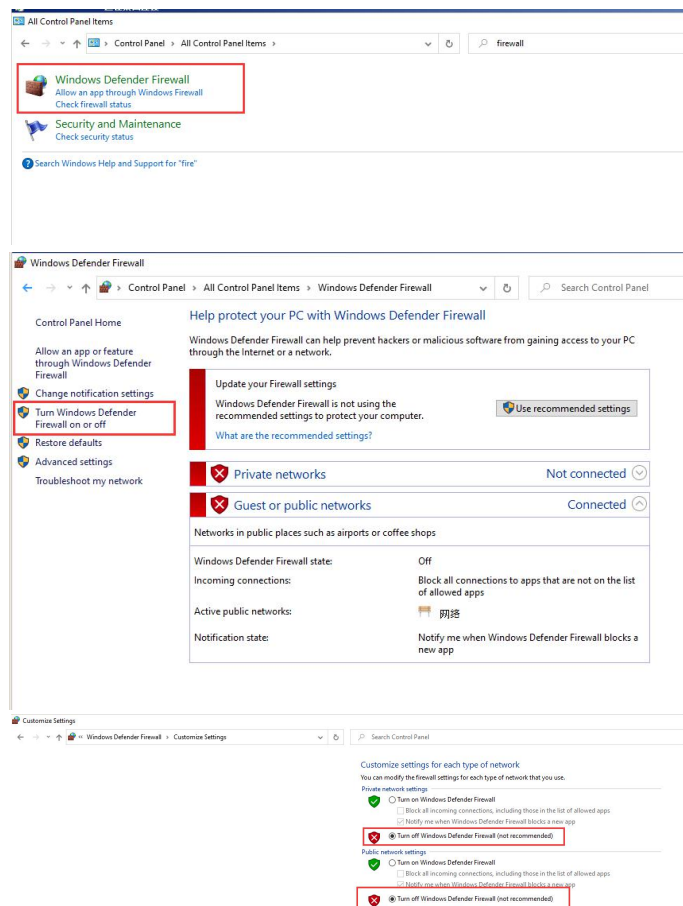 All Control Panel Items
Control Panel › All Control Panel Items ›
firewall
Windows Defender Firewall
Allow an app through Windows Firewall
Check firewall status
Security and Maintenance
Check security status
Search Windows Help and Support for "fire"
Windows Defender Firewall
Control Panel › All Control Panel Items › Windows Defender Firewall
Search Control Panel
Control Panel Home
Allow an app or feature
through Windows Defender
Firewall
Change notification settings
Turn Windows Defender
Firewall on or off
Restore defaults
Advanced settings
Troubleshoot my network
Help protect your PC with Windows Defender Firewall
Windows Defender Firewall can help prevent hackers or malicious software from gaining access to your PC
through the Internet or a network.
Update your Firewall settings
Windows Defender Firewall is not using the
recommended settings to protect your computer.
Use recommended settings
What are the recommended settings?
Private networks
Not connected
Guest or public networks
Connected
Networks in public places such as airports or coffee shops
Windows Defender Firewall state:
Off
Incoming connections:
Block all connections to apps that are not on the list
of allowed apps
Active public networks:
网络
Notification state:
Notify me when Windows Defender Firewall blocks a
new app
Customize Settings
« Windows Defender Firewall › Customize Settings
Search Control Panel
Customize settings for each type of network
You can modify the firewall settings for each type of network that you use.
Private network settings
Turn on Windows Defender Firewall
Block all incoming connections, including those in the list of allowed apps
Notify me when Windows Defender Firewall blocks a new app
Turn off Windows Defender Firewall (not recommended)
Public network settings
Turn on Windows Defender Firewall
Block all incoming connections, including those in the list of allowed apps
Notify me when Windows Defender Firewall blocks a new app
Turn off Windows Defender Firewall (not recommended)